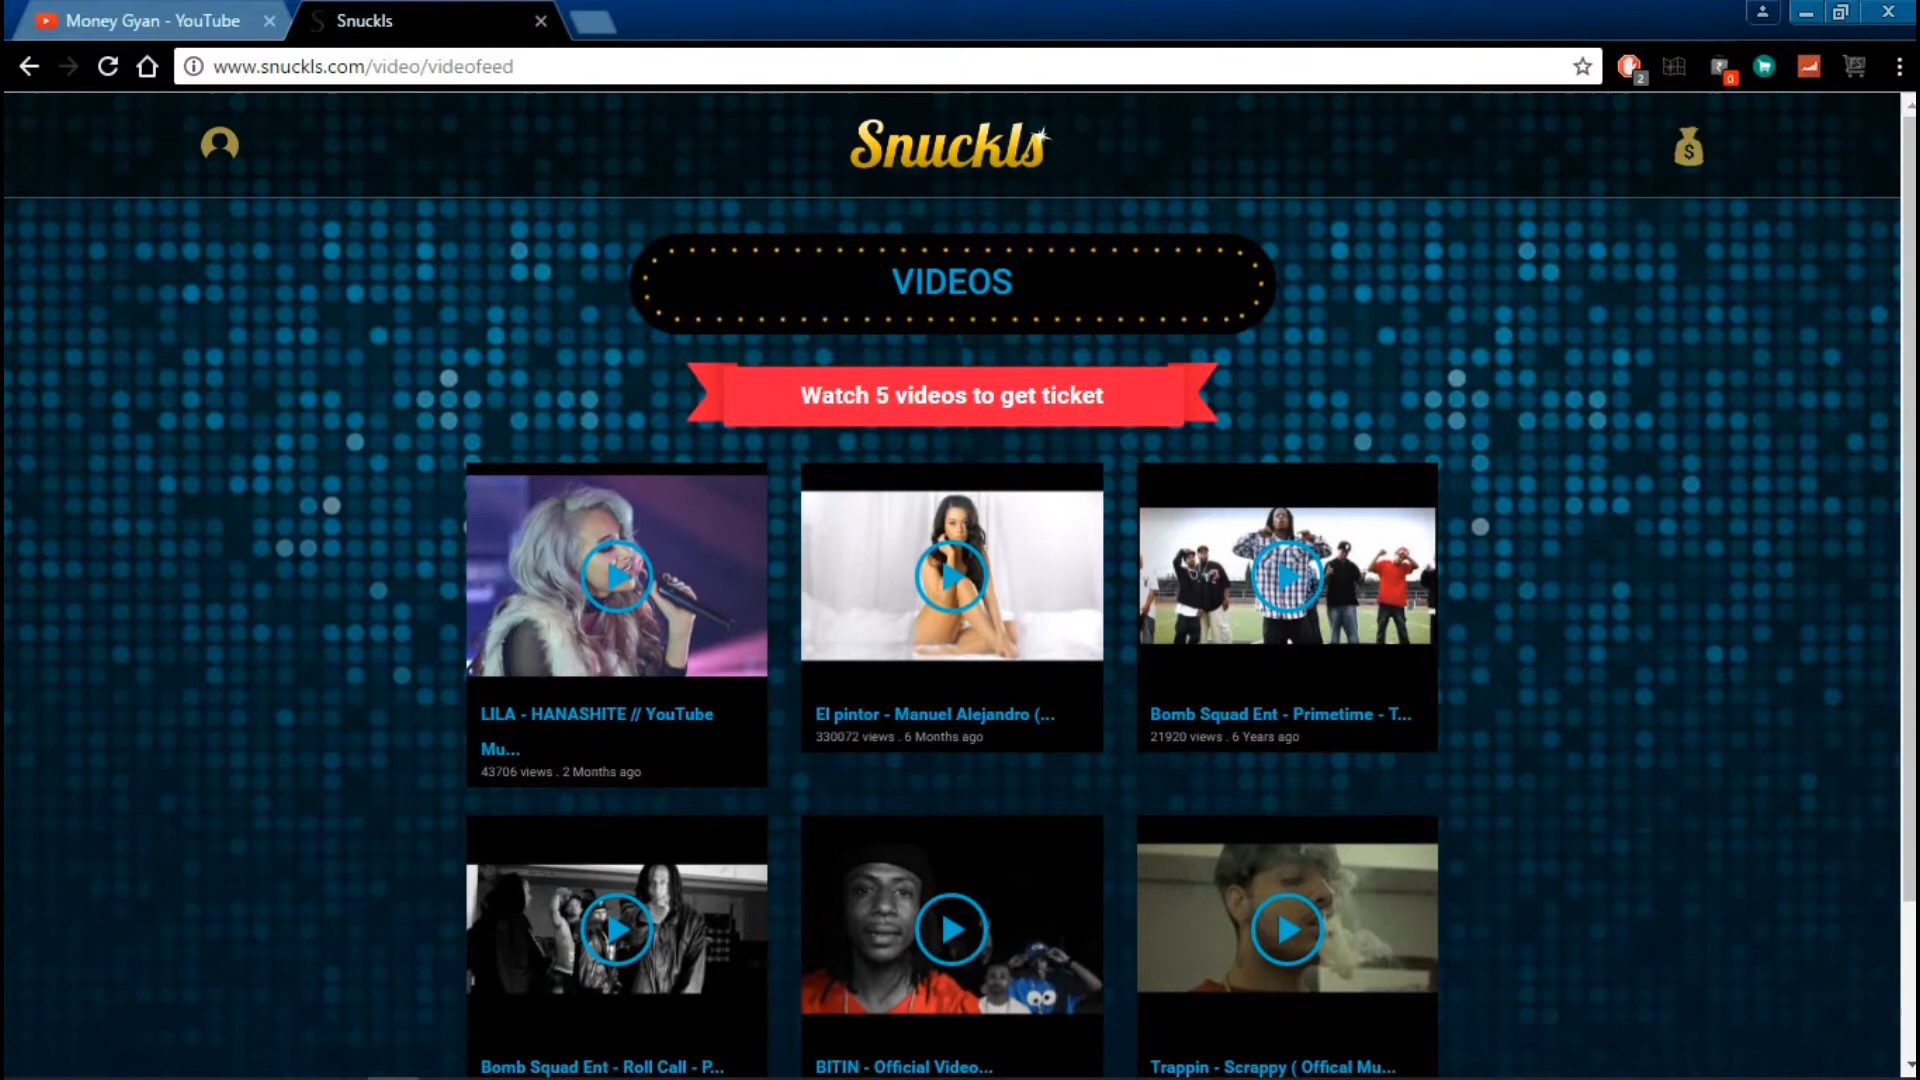 Money Gyan - YouTube
Snuckls
www.snuckls.com/video/videofeed
2
0
Snuckls
$
VIDEOS
Watch 5 videos to get ticket
LILA - HANASHITE // YouTube
Mu...
43706 views . 2 Months ago
El pintor - Manuel Alejandro (...
330072 views . 6 Months ago
Bomb Squad Ent - Primetime - T...
21920 views . 6 Years ago
Bomb Squad Ent - Roll Call - P...
BITIN - Official Video...
Trappin - Scrappy ( Offical Mu...